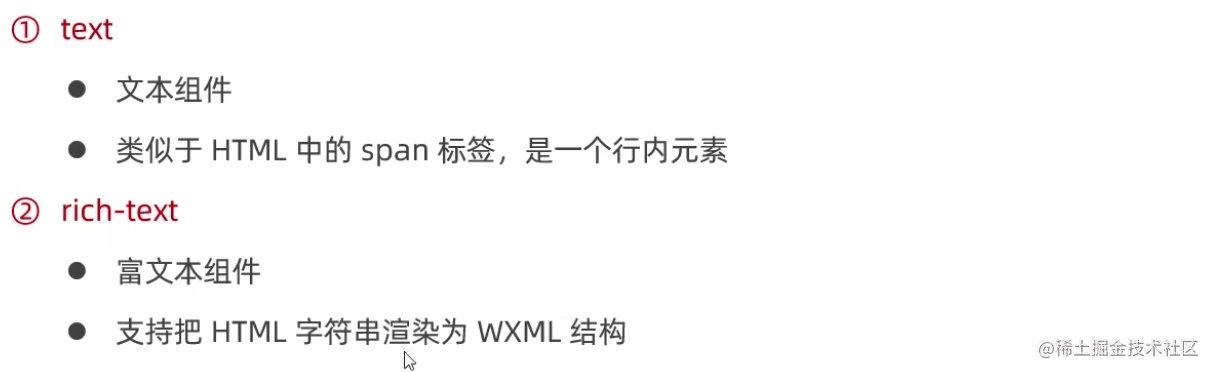 ① text
● 文本组件
● 类似于 HTML 中的 span 标签，是一个行内元素
② rich-text
● 富文本组件
● 支持把 HTML 字符串渲染为 WXML 结构
@稀土掘金技术社区